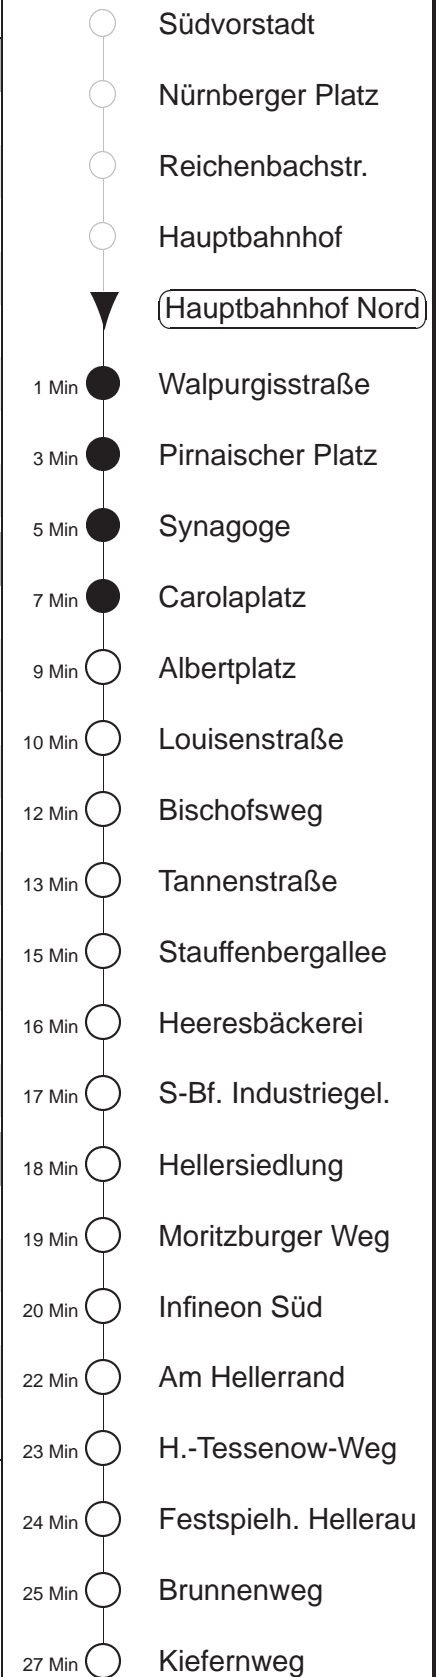 Südvorstadt
Nürnberger Platz
Reichenbachstr.
Hauptbahnhof
Hauptbahnhof Nord
1 Min Walpurgisstraße
3 Min Pirnaischer Platz
5 Min Synagoge
7 Min Carolaplatz
9 Min Albertplatz
10 Min Louisenstraße
12 Min Bischofsweg
13 Min Tannenstraße
15 Min Stauffenbergallee
16 Min Heeresbäckerei
17 Min S-Bf. Industriegel.
18 Min Hellersiedlung
19 Min Moritzburger Weg
20 Min Infineon Süd
22 Min Am Hellerrand
23 Min H.-Tessenow-Weg
24 Min Festspielh. Hellerau
25 Min Brunnenweg
27 Min Kiefernweg